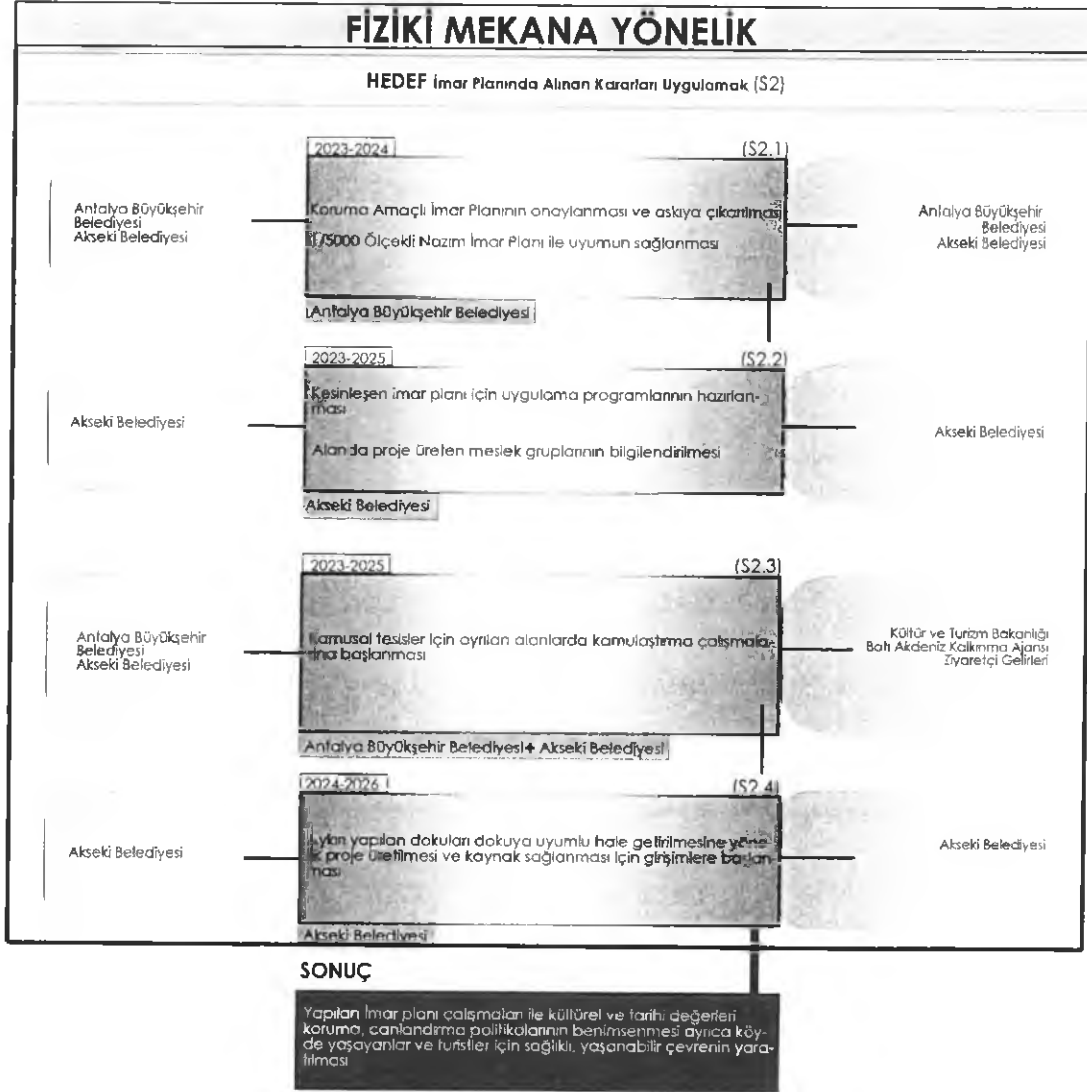 FİZİKİ MEKANA YÖNELİK
HEDEF İmar Planında Alınan Kararları Uygulamak (S2)
2023-2024
(S2.1)
Antalya Büyükşehir
Belediyesi
Akseki Belediyesi
Koruma Amaçlı İmar Planının onaylanması ve askıya çıkarılması
1/5000 Ölçekli Nazım İmar Planı ile uyumun sağlanması
Antalya Büyükşehir
Belediyesi
Akseki Belediyesi
Antalya Büyükşehir Belediyesi
2023-2025
(S2.2)
Akseki Belediyesi
Kesinleşen imar planı için uygulama programlarının hazırlan-
ması
Alanda proje üreten meslek gruplarının bilgilendirilmesi
Akseki Belediyesi
Akseki Belediyesi
2023-2025
(S2.3)
Antalya Büyükşehir
Belediyesi
Akseki Belediyesi
Kamusal tesisler için ayrılan alanlarda kamulaştırma çalışmala-
rına başlanması
Kültür ve Turizm Bakanlığı
Batı Akdeniz Kalkınma Ajansı
Ziyaretçi Gelirleri
Antalya Büyükşehir Belediyesi+ Akseki Belediyesi
2024-2026
(S2.4)
Akseki Belediyesi
yapılan dokuları dokuya uyumlu hale getirilmesine yöne-
lik proje üretilmesi ve kaynak sağlanması için girişimlere başlan-
ması
Akseki Belediyesi
Akseki Belediyesi
SONUÇ
Yapılan İmar planı çalışmaları ile kültürel ve tarihi değerleri
koruma, canlandırma politikalarının benimsenmesi ayrıca köy-
de yaşayanlar ve turistler için sağlıklı, yaşanabilir çevrenin yara-
tılması